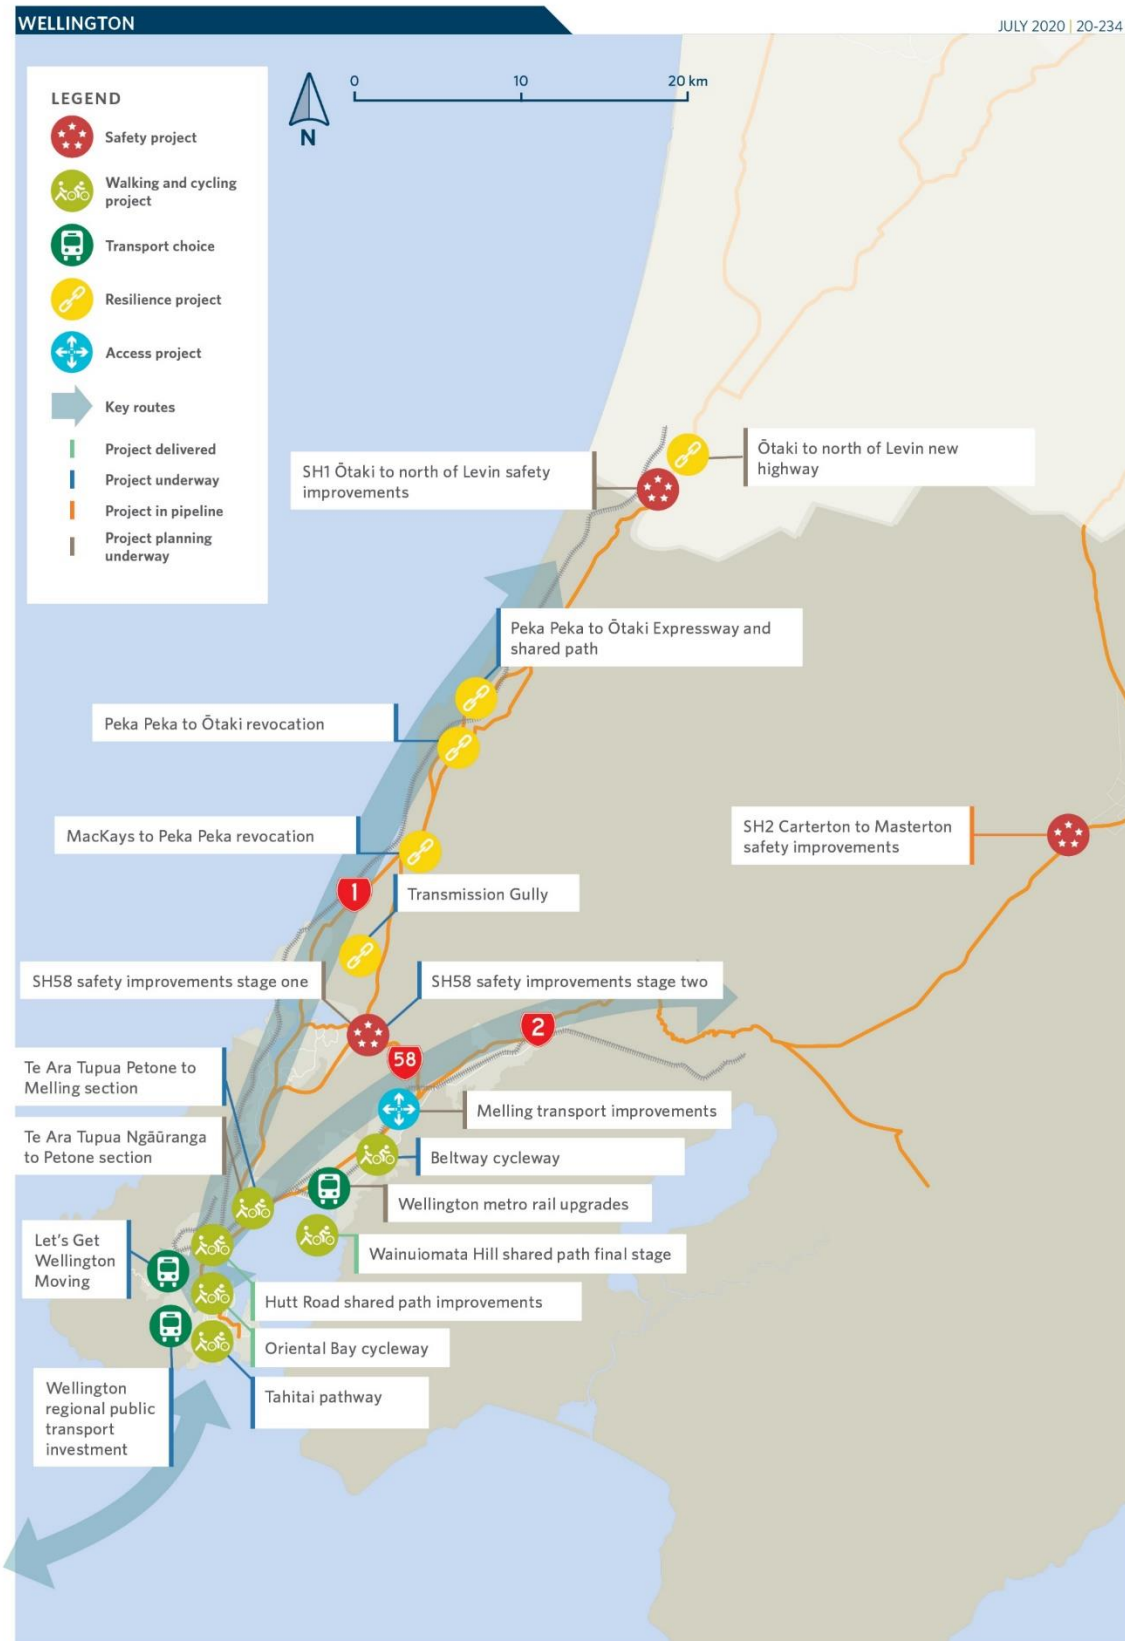 WELLINGTON
JULY 2020 | 20-234
LEGEND
Safety project
Walking and cycling
project
Transport choice
Resilience project
Access project
Key routes
Project delivered
Project underway
Project in pipeline
Project planning
underway
0 10 20 km
N
SH1 Ōtaki to north of Levin safety
improvements
Ōtaki to north of Levin new
highway
Peka Peka to Ōtaki Expressway and
shared path
Peka Peka to Ōtaki revocation
MacKays to Peka Peka revocation
SH2 Carterton to Masterton
safety improvements
1
Transmission Gully
SH58 safety improvements stage one
SH58 safety improvements stage two
2
58
Te Ara Tupua Petone to
Melling section
Melling transport improvements
Te Ara Tupua Ngāūranga
to Petone section
Beltway cycleway
Wellington metro rail upgrades
Let's Get
Wellington
Moving
Wainuiomata Hill shared path final stage
Hutt Road shared path improvements
Oriental Bay cycleway
Wellington
regional public
transport
investment
Tahitai pathway